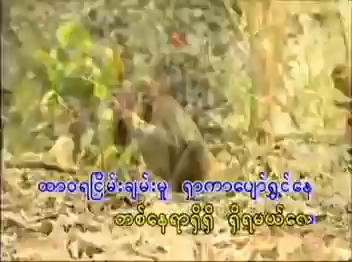 ထာဝရငြိမ်းချမ်းမှု ရှာကာပျော်ရွှင်နေ
ဘစ်နေရာရှိရှိ ရှိရမယ်လေ